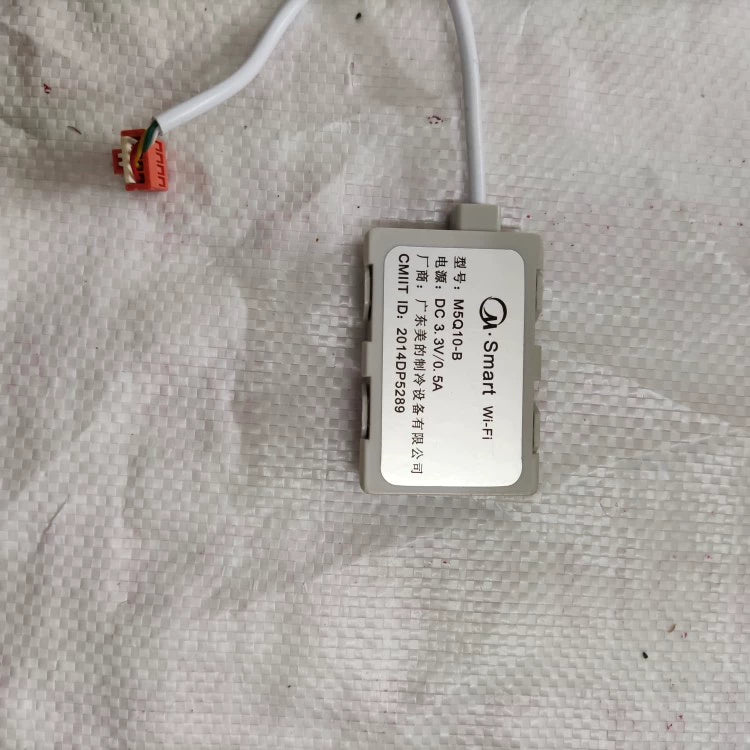 M·Smart Wi-Fi
型号：M5Q10-B
电源：DC 3.3V/0.5A
厂商：广东美的制冷设备有限公司
CMIIT ID：2014DP5289